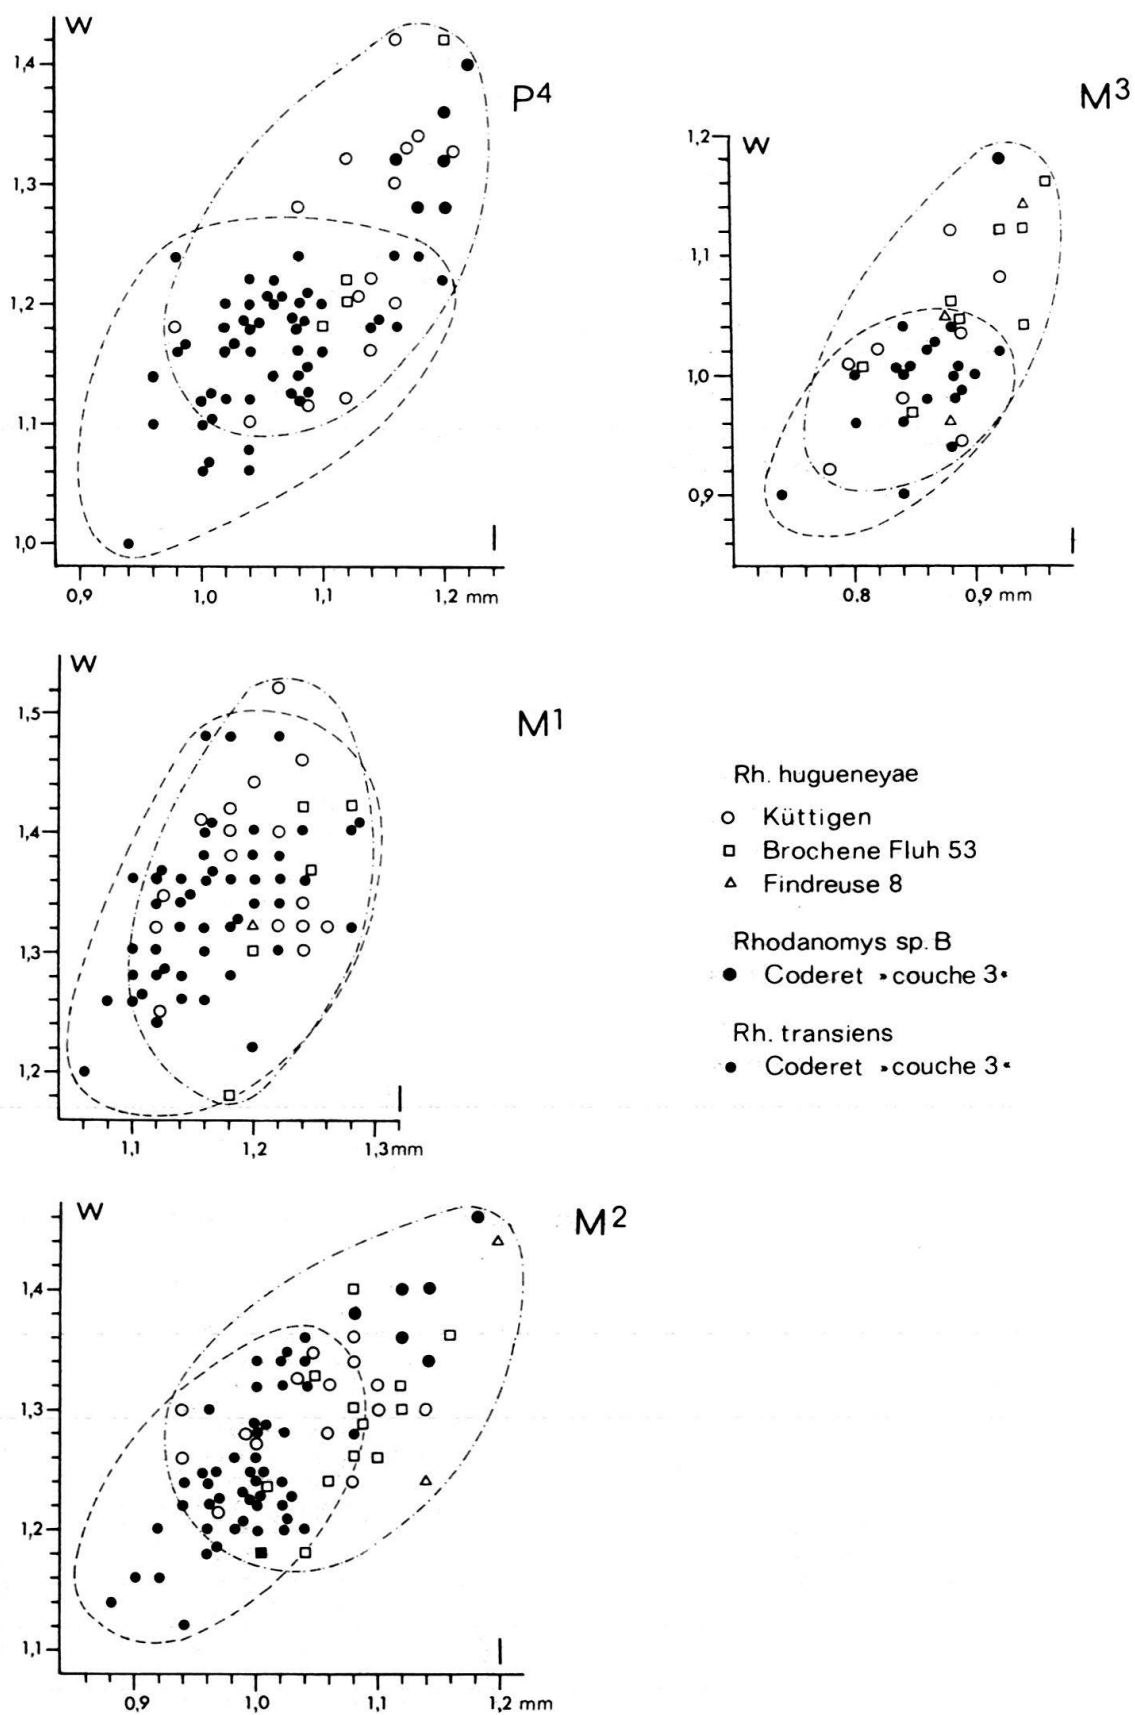 W
P4
1,4
1,3
1,2
1,1
1,0
0,9 1,0 1,1 1,2 mm
M3
1,2
W
1,1
1,0
0,9
0.8 0,9 mm
W
M1
1,5
1,4
1,3
1,2
1,1 1,2 1,3mm
Rh. hugueneyae
Küttigen
Brochene Fluh 53
Findreuse 8
Rhodanomys sp. B
Coderet »couche 3«
Rh. transiens
Coderet »couche 3«
W
M2
1,4
1,3
1,2
1,1
0,9 1,0 1,1 1,2 mm